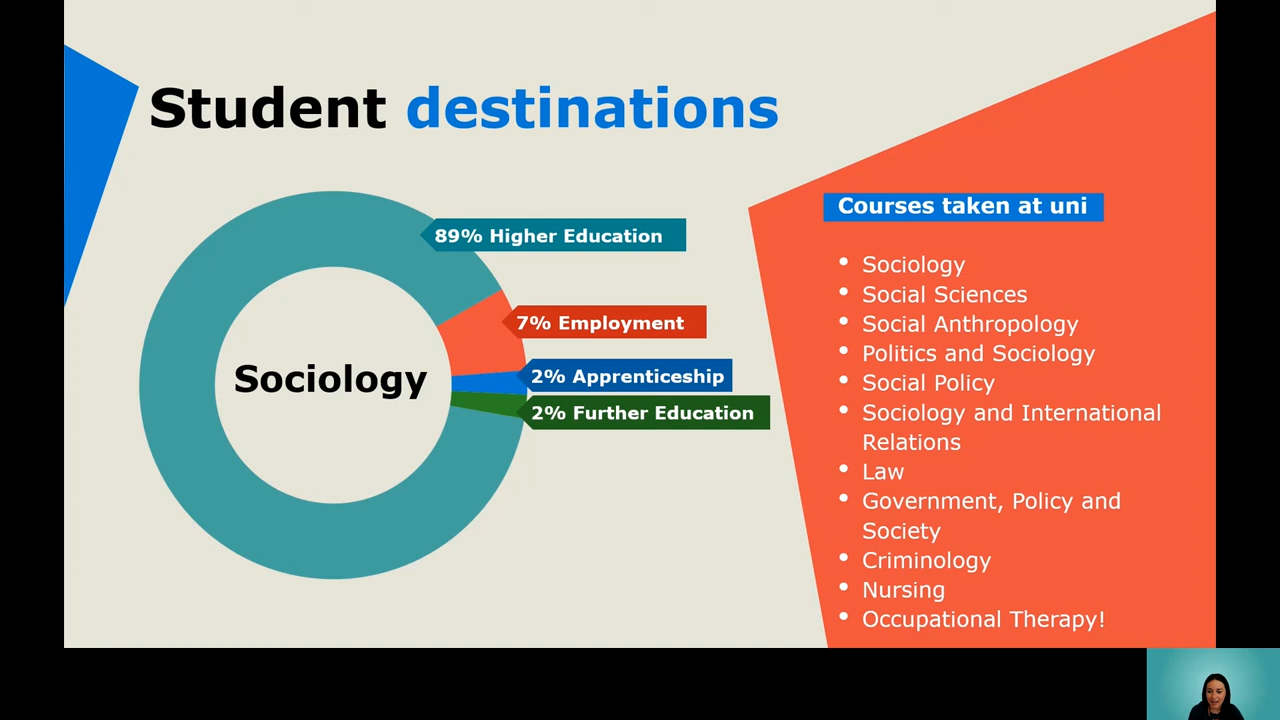 Student destinations
89% Higher Education
7% Employment
2% Apprenticeship
2% Further Education
Sociology
Courses taken at uni
• Sociology
• Social Sciences
• Social Anthropology
• Politics and Sociology
• Social Policy
• Sociology and International
Relations
• Law
• Government, Policy and
Society
• Criminology
• Nursing
• Occupational Therapy!